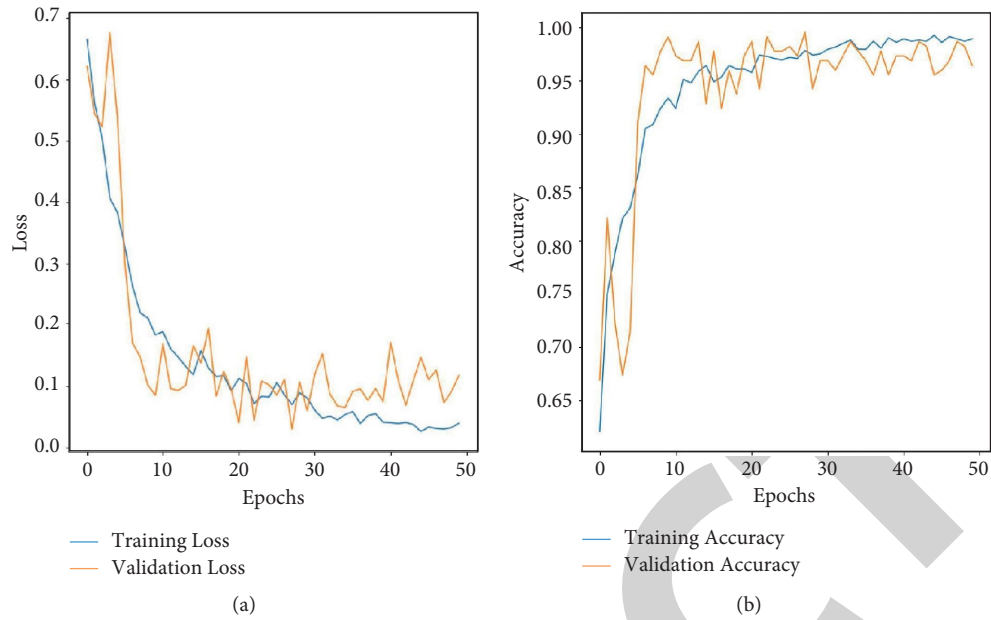 0.7
0.6
0.5
0.4
0.3
0.2
0.1
0.0
Loss
0 10 20 30 40 50
Epochs
Training Loss
Validation Loss
(a)
1.00
0.95
0.90
0.85
0.80
0.75
0.70
0.65
Accuracy
0 10 20 30 40 50
Epochs
Training Accuracy
Validation Accuracy
(b)